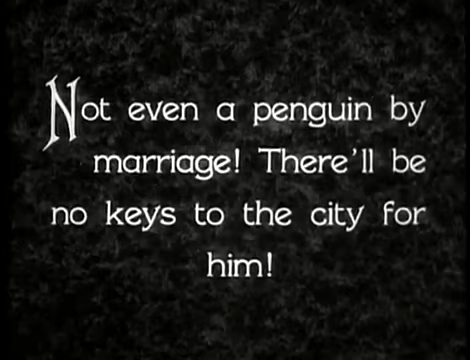 Not even a penguin by
marriage! There'll be
no keys to the city for
him!